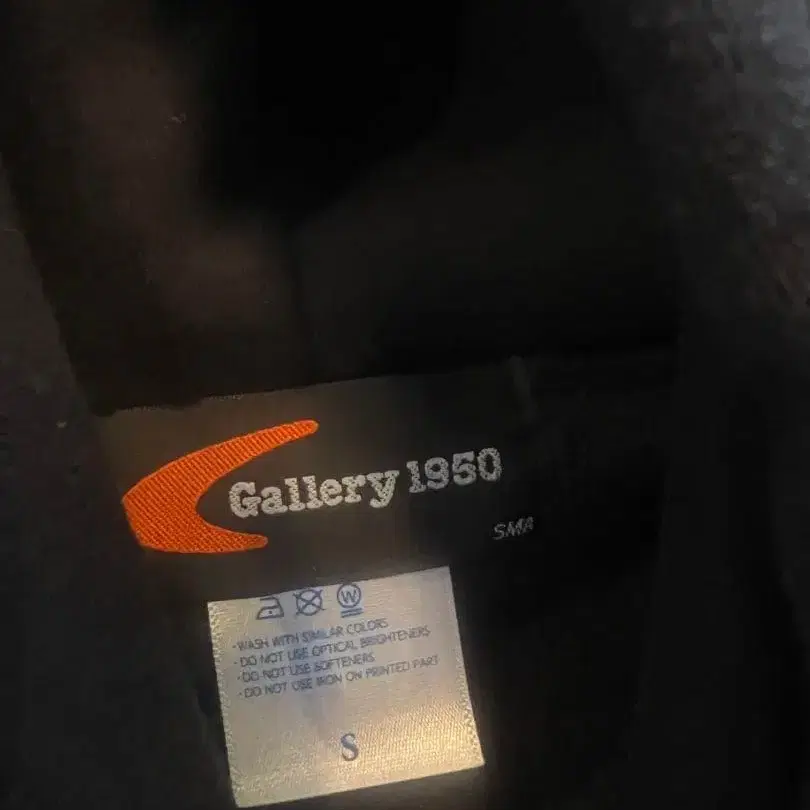 Gallery 1950
SMA
W
·WASH WITH SIMILAR COLORS
·DO NOT USE OPTICAL BRIGHTENERS
·DO NOT USE SOFTENERS
·DO NOT USE IRON ON PRINTED PART
S